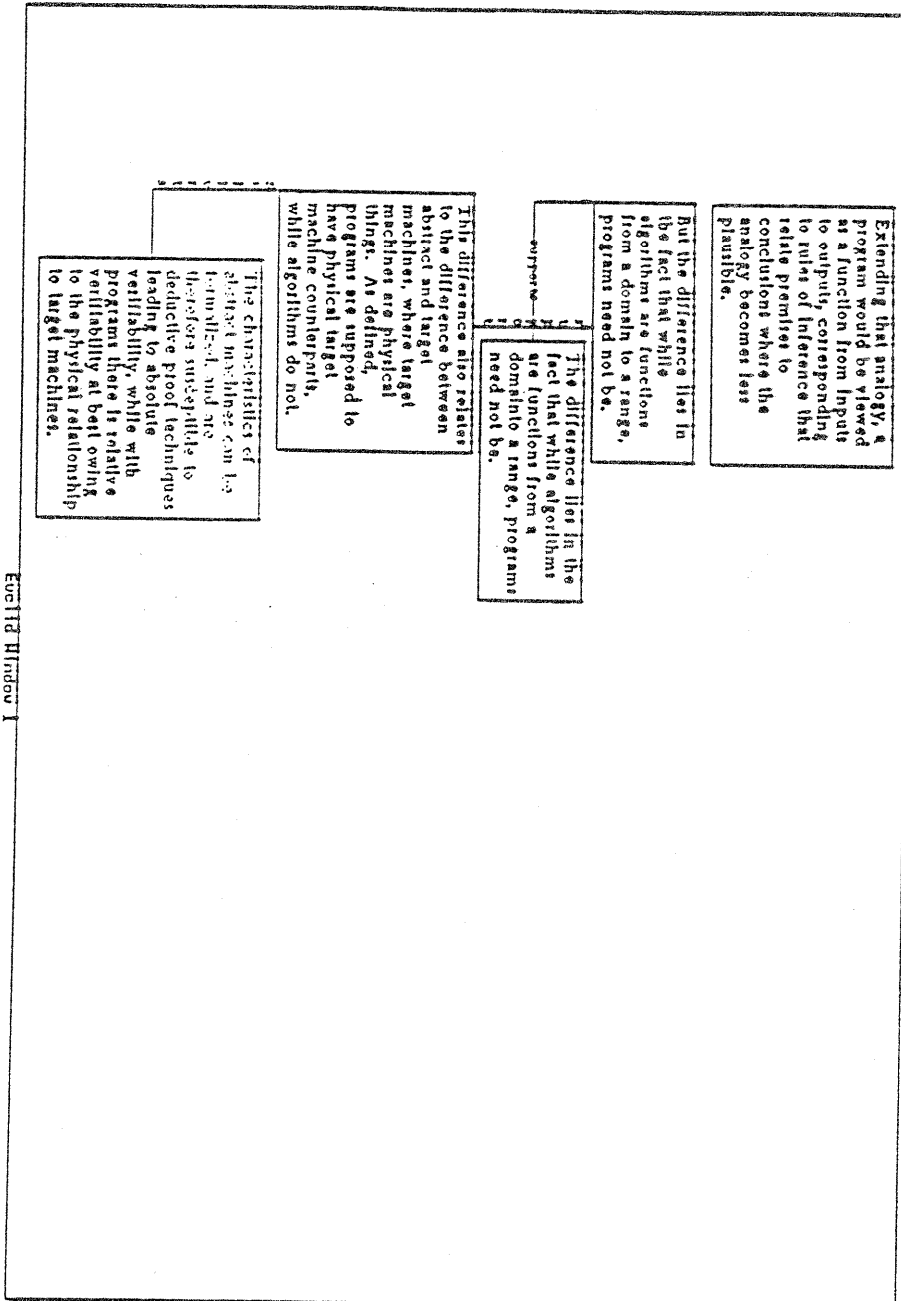 Extending that analogy, a
program would be viewed
as a function from inputs
to outputs, corresponding
to rules of inference that
relate premises to
conclusions where the
analogy becomes less
plausible.
But the difference lies in
the fact that while
algorithms are functions
from a domain to a range,
programs need not be.
supports
The difference lies in the
fact that while algorithms
are functions from a
domainto a range, programs
need not be.
This difference also relates
to the difference between
abstract and target
machines, where target
machines are physical
things. As defined,
programs are supposed to
have physical target
machine counterparts,
while algorithms do not.
The characteristics of
abstract machines can be
formalized and are
therefore susceptible to
deductive proof techniques
leading to absolute
verifiability, while with
programs there is relative
verifiability at best owing
to the physical relationship
to target machines.
Euclid Window 1